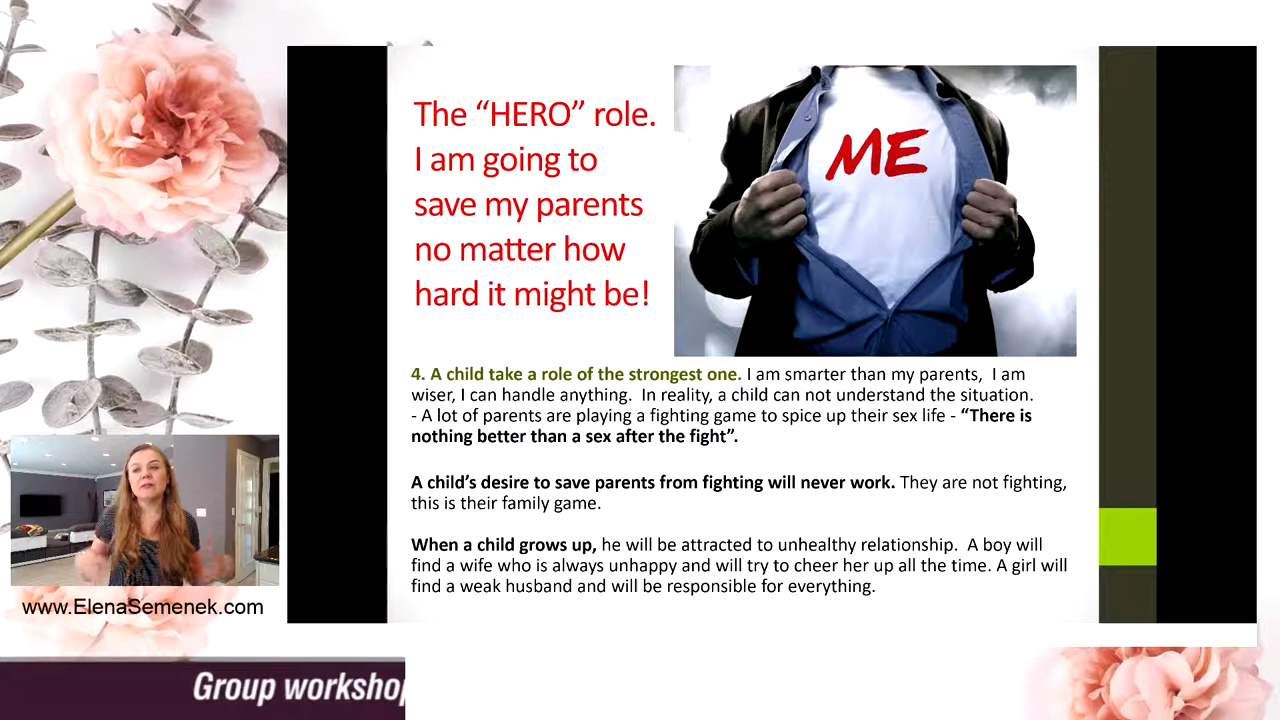 The “HERO” role.
I am going to
save my parents
no matter how
hard it might be!
ME
4. A child take a role of the strongest one. I am smarter than my parents, I am
wiser, I can handle anything. In reality, a child can not understand the situation.
- A lot of parents are playing a fighting game to spice up their sex life - “There is
nothing better than a sex after the fight”.
A child’s desire to save parents from fighting will never work. They are not fighting,
this is their family game.
When a child grows up, he will be attracted to unhealthy relationship. A boy will
find a wife who is always unhappy and will try to cheer her up all the time. A girl will
find a weak husband and will be responsible for everything.
www.ElenaSemenek.com
Group workshop